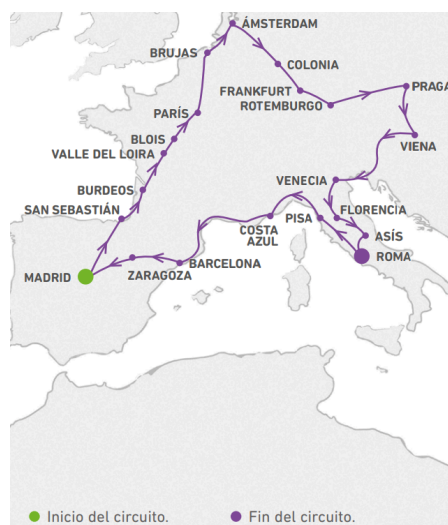 ÁMSTERDAM
BRUJAS
COLONIA
FRANKFURT
ROTEMBURGO
PRAGA
PARÍS
BLOIS
VALLE DEL LOIRA
VIENA
BURDEOS
VENECIA
SAN SEBASTIÁN
PISA
FLORENCIA
COSTA
AZUL
ASÍS
ROMA
BARCELONA
MADRID
ZARAGOZA
Inicio del circuito.
Fin del circuito.